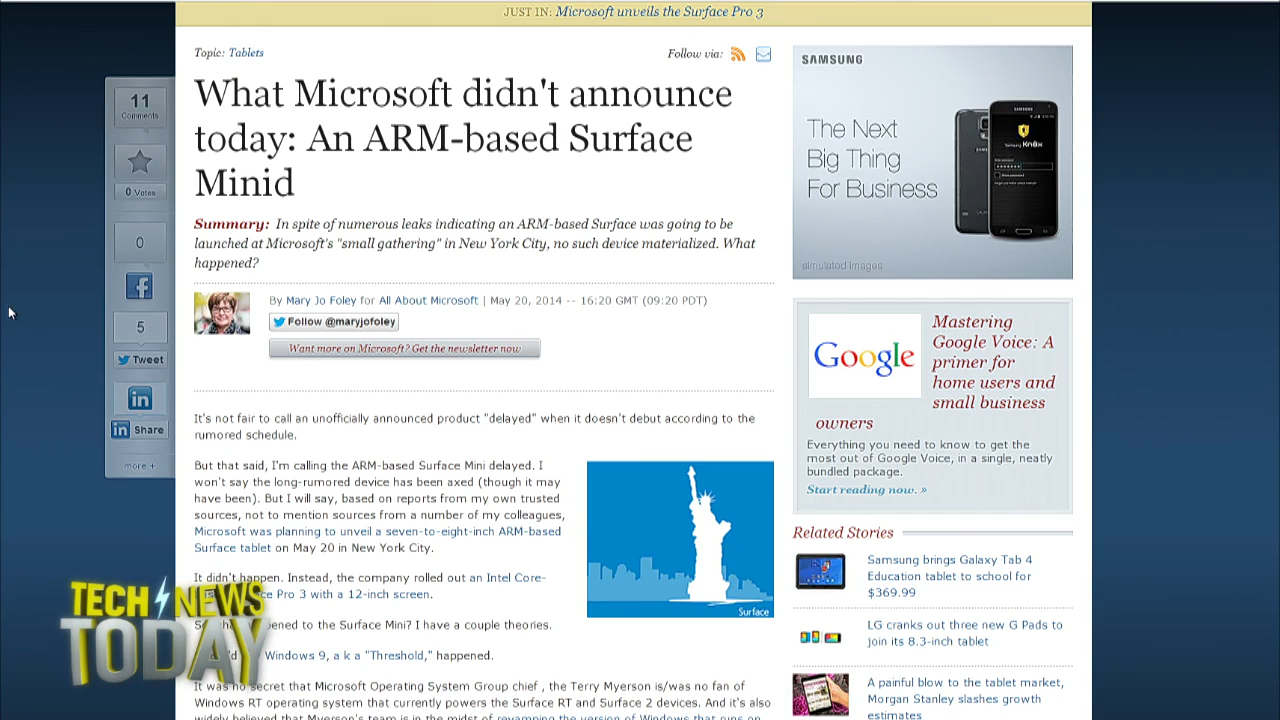 JUST IN: Microsoft unveils the Surface Pro 3
Topic: Tablets
Follow via:
What Microsoft didn't announce
today: An ARM-based Surface
Minid
Summary: In spite of numerous leaks indicating an ARM-based Surface was going to be
launched at Microsoft's "small gathering" in New York City, no such device materialized. What
happened?
By Mary Jo Foley for All About Microsoft | May 20, 2014 -- 16:20 GMT (09:20 PDT)
Follow @maryjofoley
Want more on Microsoft? Get the newsletter now
It's not fair to call an unofficially announced product "delayed" when it doesn't debut according to the
rumored schedule.
But that said, I'm calling the ARM-based Surface Mini delayed. I
won't say the long-rumored device has been axed (though it may
have been). But I will say, based on reports from my own trusted
sources, not to mention sources from a number of my colleagues,
Microsoft was planning to unveil a seven-to-eight-inch ARM-based
Surface tablet on May 20 in New York City.
It didn't happen. Instead, the company rolled out an Intel Core-
Pro 3 with a 12-inch screen.
to the Surface Mini? I have a couple theories.
Windows 9, a k a "Threshold," happened.
It was no secret that Microsoft Operating System Group chief , the Terry Myerson is/was no fan of
Windows RT operating system that currently powers the Surface RT and Surface 2 devices. And it's also
widely believed that Myerson's team is in the midst of revamping the version of Windows that runs on
Surface
11
Comments
0 Votes
0
5
Tweet
in
in Share
more +
SAMSUNG
The Next
Big Thing
For Business
SAMSUNG
Samsung Knox
simulated images
Google
Mastering
Google Voice: A
primer for
home users and
small business
owners
Everything you need to know to get the
most out of Google Voice, in a single, neatly
bundled package.
Start reading now. »
Related Stories
Samsung brings Galaxy Tab 4
Education tablet to school for
$369.99
LG cranks out three new G Pads to
join its 8.3-inch tablet
A painful blow to the tablet market,
Morgan Stanley slashes growth
estimates
TECH NEWS
TODAY